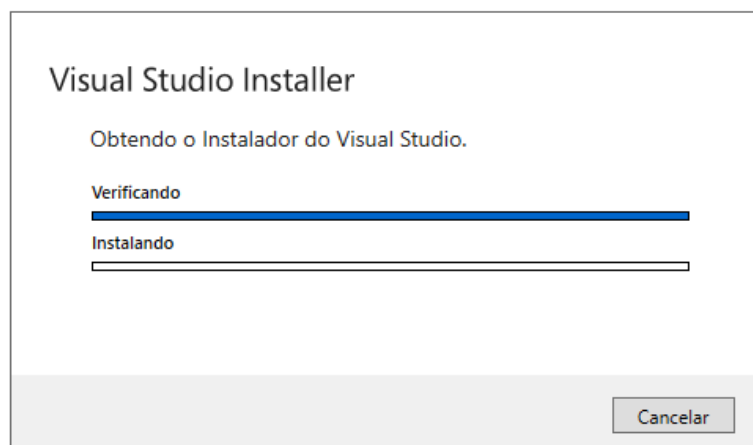 Visual Studio Installer
Obtendo o Instalador do Visual Studio.
Verificando
Instalando
Cancelar